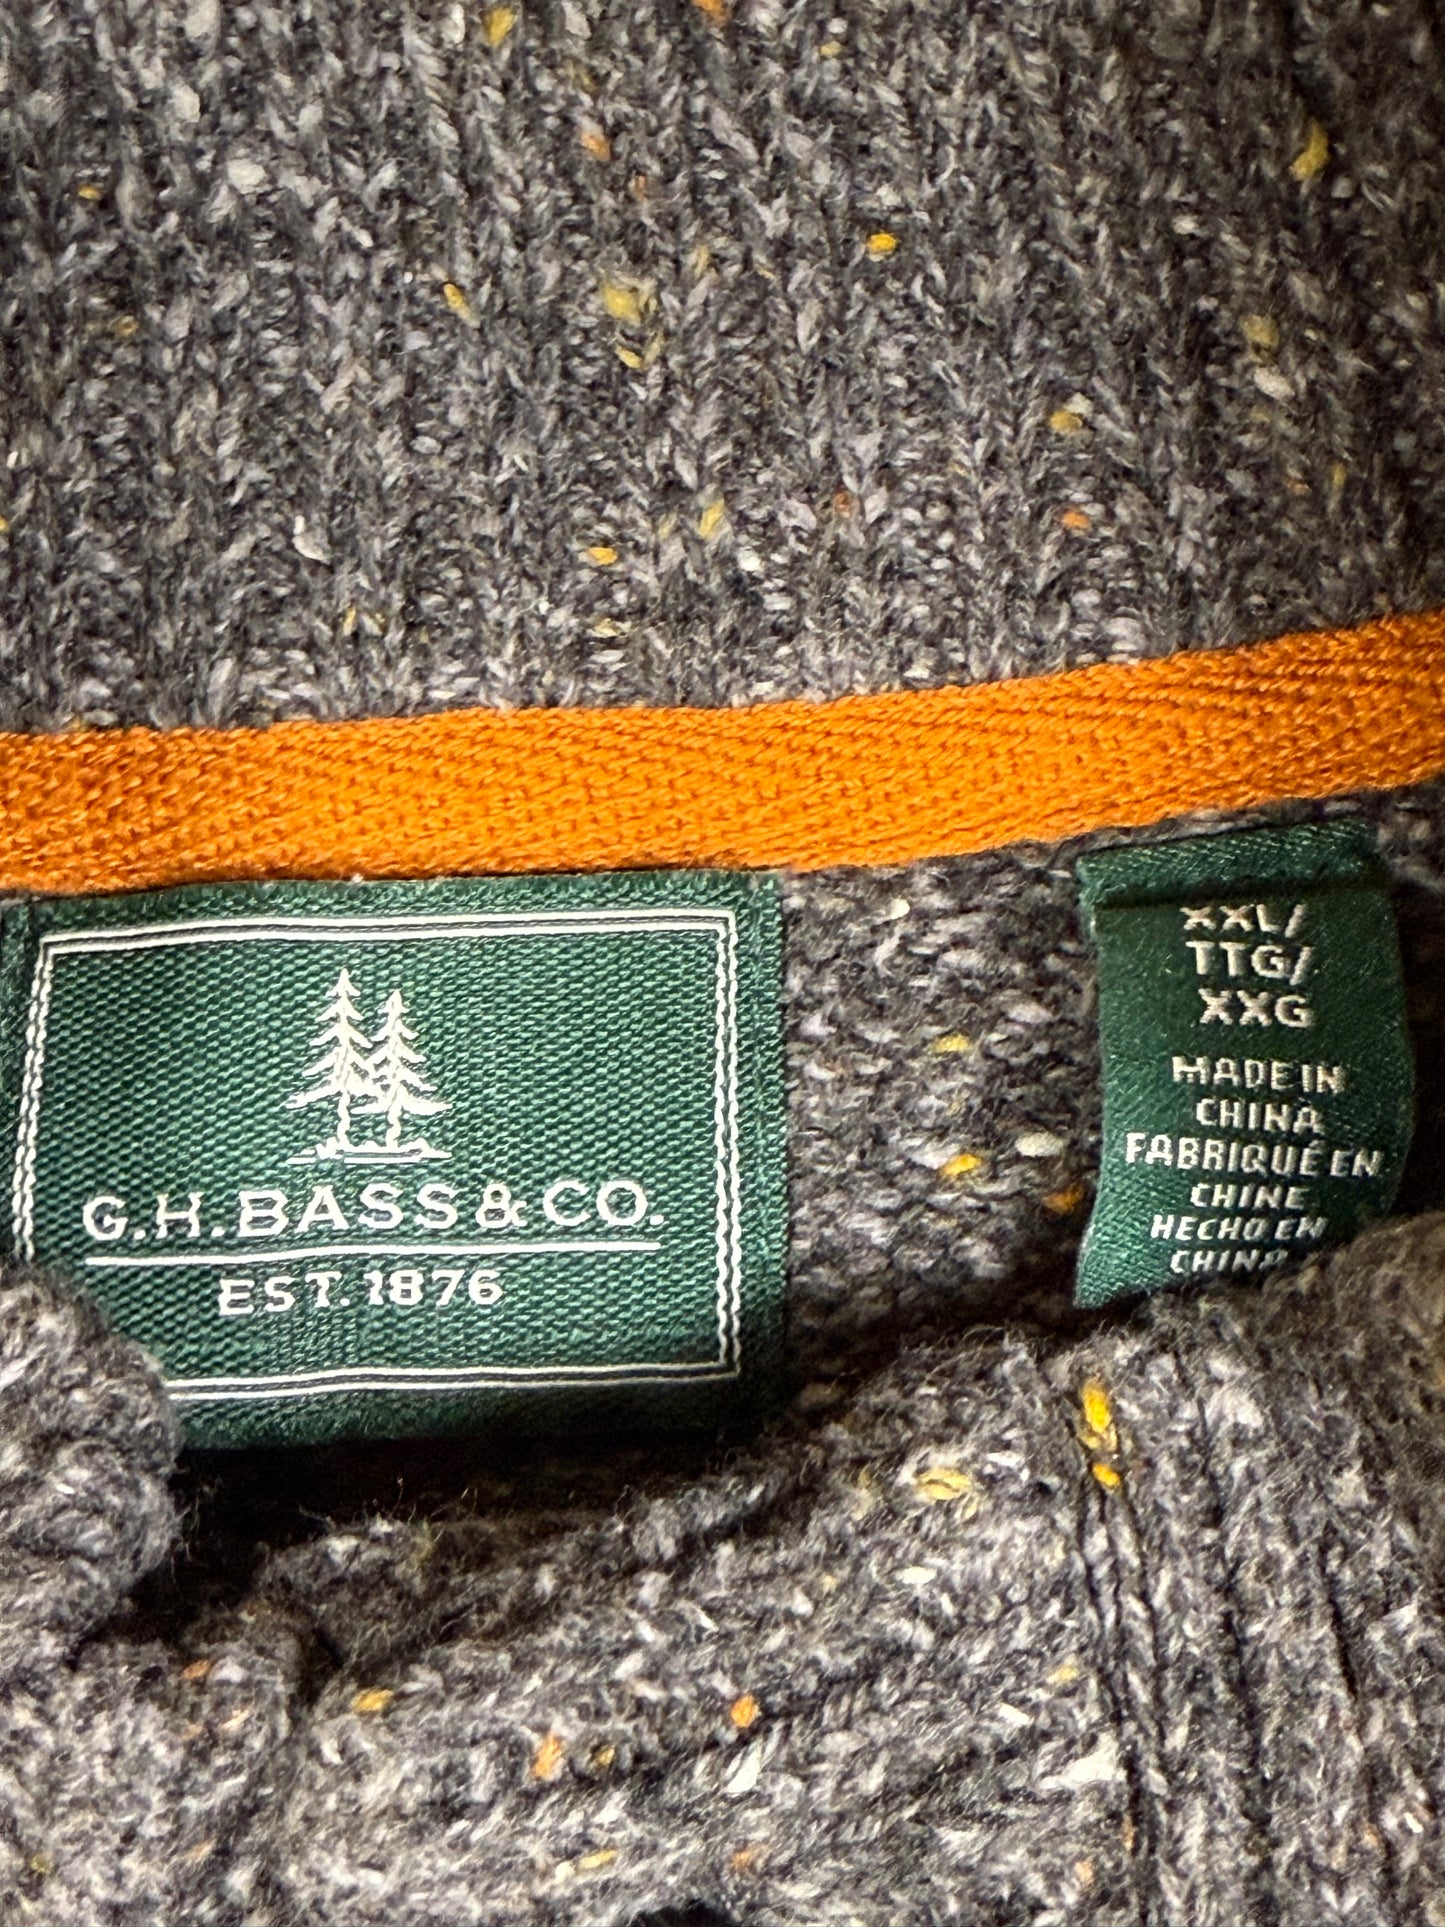 G.H.BASS & CO.
EST. 1876
XXL/
TTG/
XXG
MADE IN
CHINA
FABRIQUÉ EN
CHINE
HECHO EN
CHINA